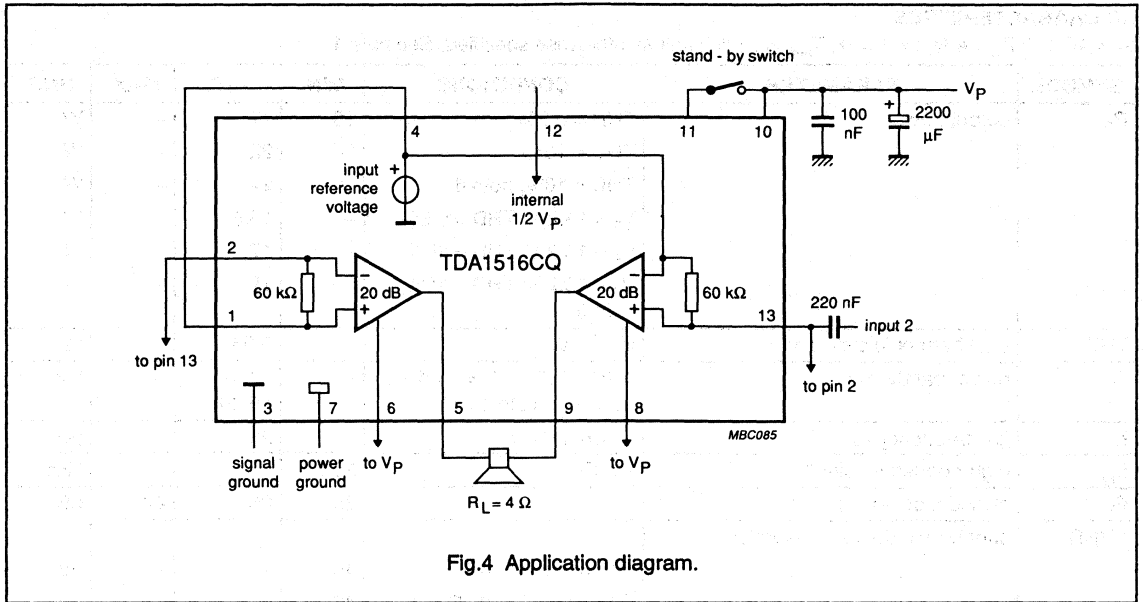 stand - by switch
V_P
4
12
11
10
100 nF
+
2200 µF
input reference voltage
+
internal 1/2 V_P
TDA1516CQ
2
60 kΩ
−
20 dB
+
20 dB
−
+
60 kΩ
220 nF
1
13
input 2
to pin 13
to pin 2
3
7
6
5
9
8
MBC085
signal ground
power ground
to V_P
to V_P
R_L = 4 Ω
Fig.4 Application diagram.